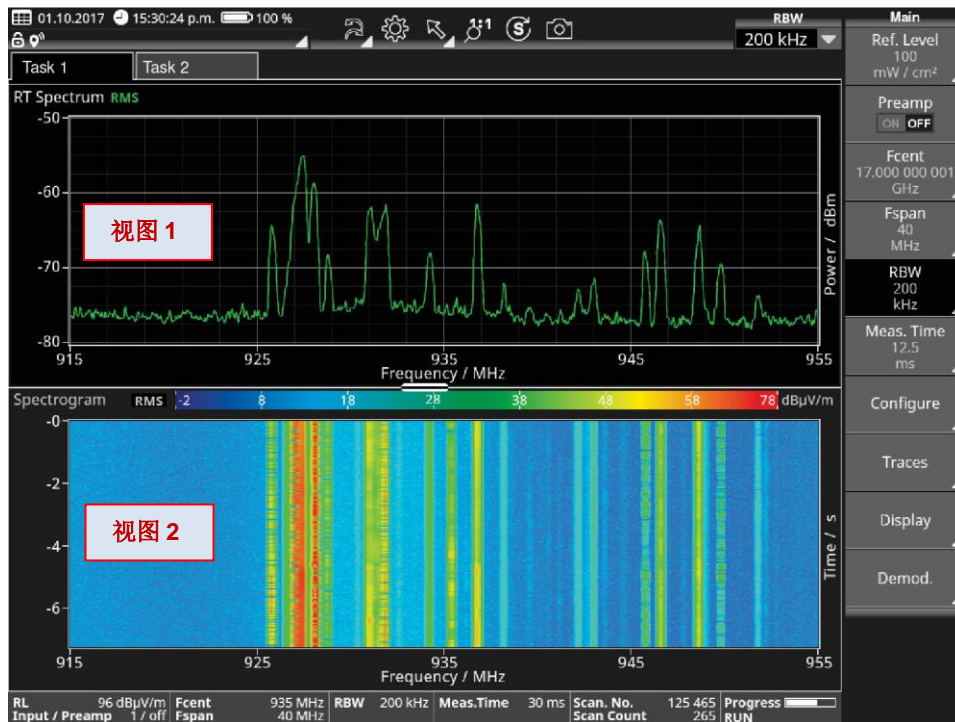 01.10.2017 15:30:24 p.m. 100 %
1:1 S
RBW
200 kHz
Main
Ref. Level
100
mW / cm²
Preamp
ON OFF
Fcent
17.000 000 001
GHz
Fspan
40
MHz
RBW
200
kHz
Meas. Time
12.5
ms
Configure
Traces
Display
Demod.
Task 1 Task 2
RT Spectrum RMS
-50
-60
-70
-80
视图 1
Power / dBm
915 925 935 945 955
Frequency / MHz
Spectrogram RMS -2 8 18 28 38 48 58 78 dBµV/m
-0
-2
-4
-6
视图 2
Time / s
915 925 935 945 955
Frequency / MHz
RL 96 dBµV/m Fcent 935 MHz RBW 200 kHz Meas.Time 30 ms Scan. No. 125 465 Progress
Input / Preamp 1 / off Fspan 40 MHz Scan Count 265 RUN